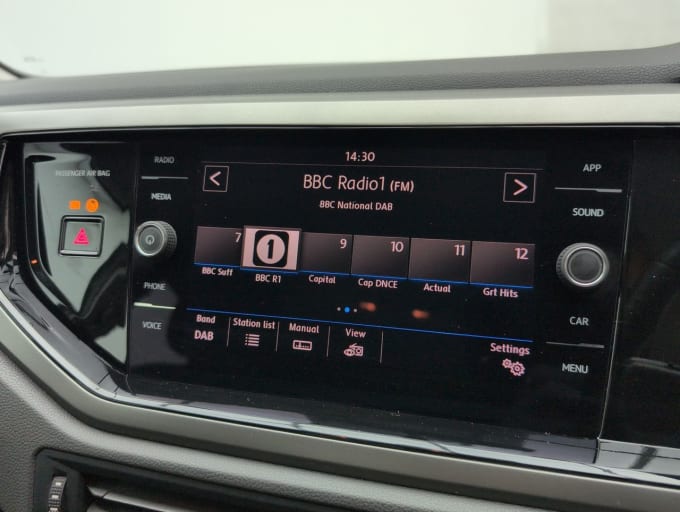 14:30
RADIO
MEDIA
PHONE
VOICE
PASSENGER AIR BAG
< BBC Radio1 (FM) >
BBC National DAB
7
1
9
10
11
12
BBC Suff
BBC R1
Capital
Cap DNCE
Actual
Grt Hits
Band
DAB
Station list
Manual
View
Settings
APP
SOUND
CAR
MENU